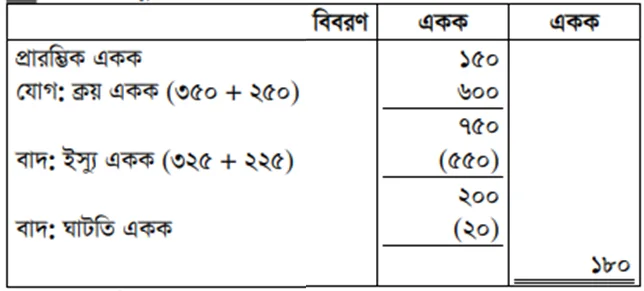 বিবরণ একক একক
প্রারম্ভিক একক ১৫০
যোগ: ক্রয় একক (৩৫০ + ২৫০) ৬০০
৭৫০
বাদ: ইস্যু একক (৩২৫ + ২২৫) (৫৫০)
২০০
বাদ: ঘাটতি একক (২০)
১৮০